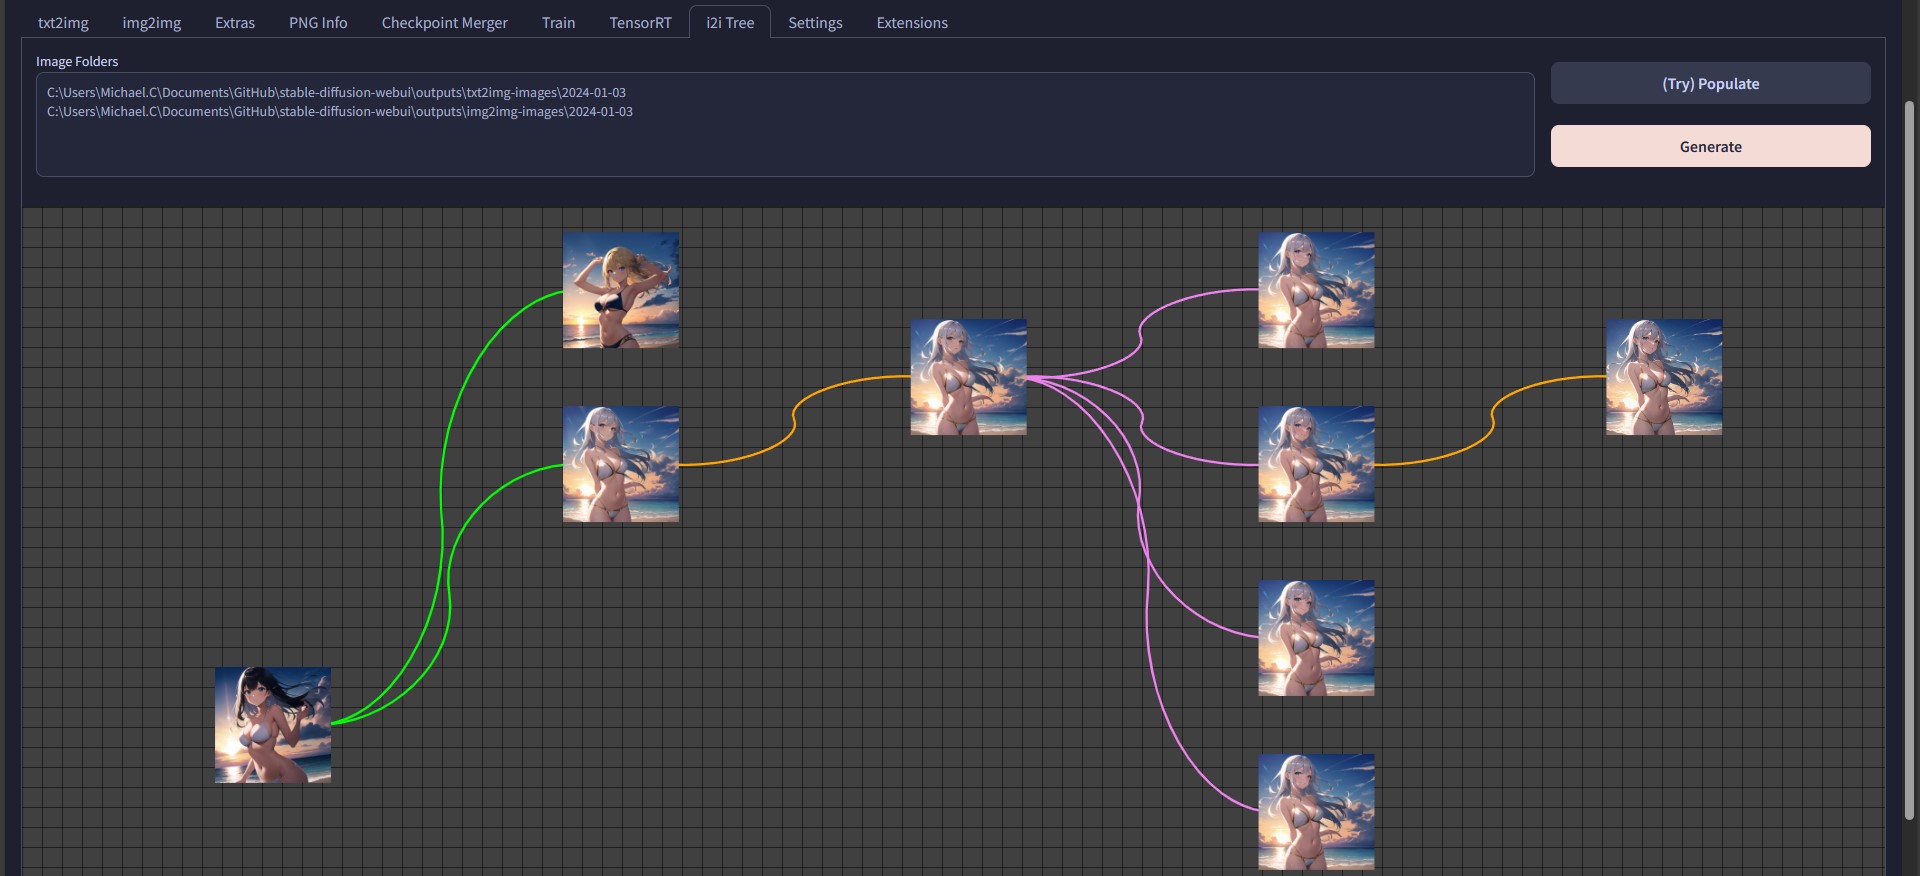 txt2img img2img Extras PNG Info Checkpoint Merger Train TensorRT i2i Tree Settings Extensions
Image Folders
C:\Users\Michael.C\Documents\GitHub\stable-diffusion-webui\outputs\txt2img-images\2024-01-03
C:\Users\Michael.C\Documents\GitHub\stable-diffusion-webui\outputs\img2img-images\2024-01-03
(Try) Populate
Generate